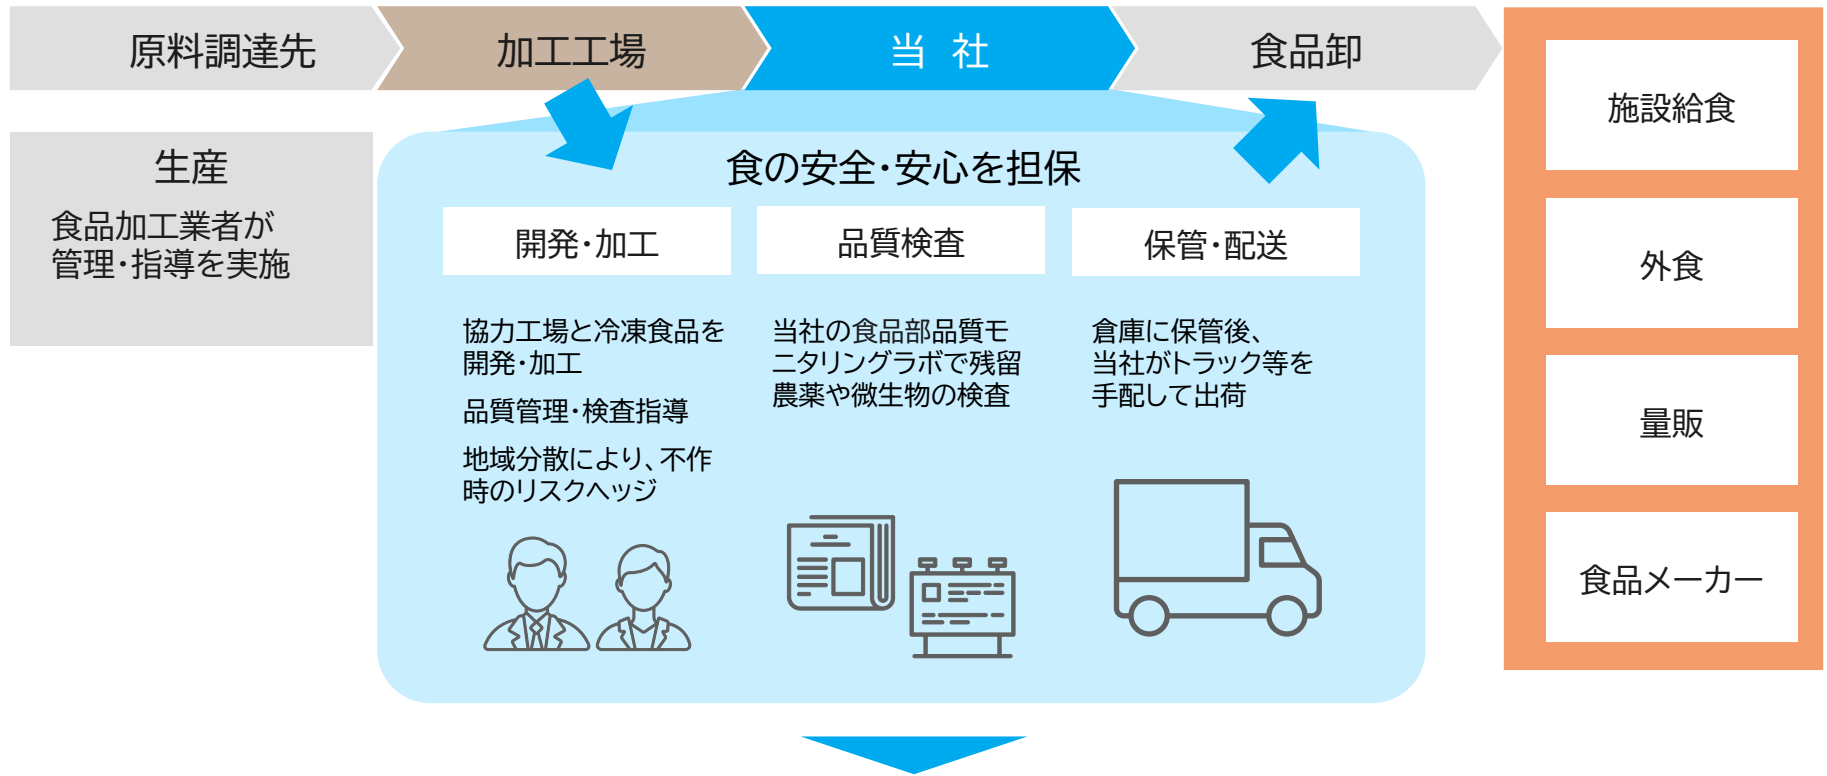 原料調達先
加工工場
当 社
食品卸
生産
食品加工業者が
管理・指導を実施
食の安全・安心を担保
開発・加工
協力工場と冷凍食品を
開発・加工
品質管理・検査指導
地域分散により、不作
時のリスクヘッジ
品質検査
当社の食品部品質モ
ニタリングラボで残留
農薬や微生物の検査
保管・配送
倉庫に保管後、
当社がトラック等を
手配して出荷
施設給食
外食
量販
食品メーカー